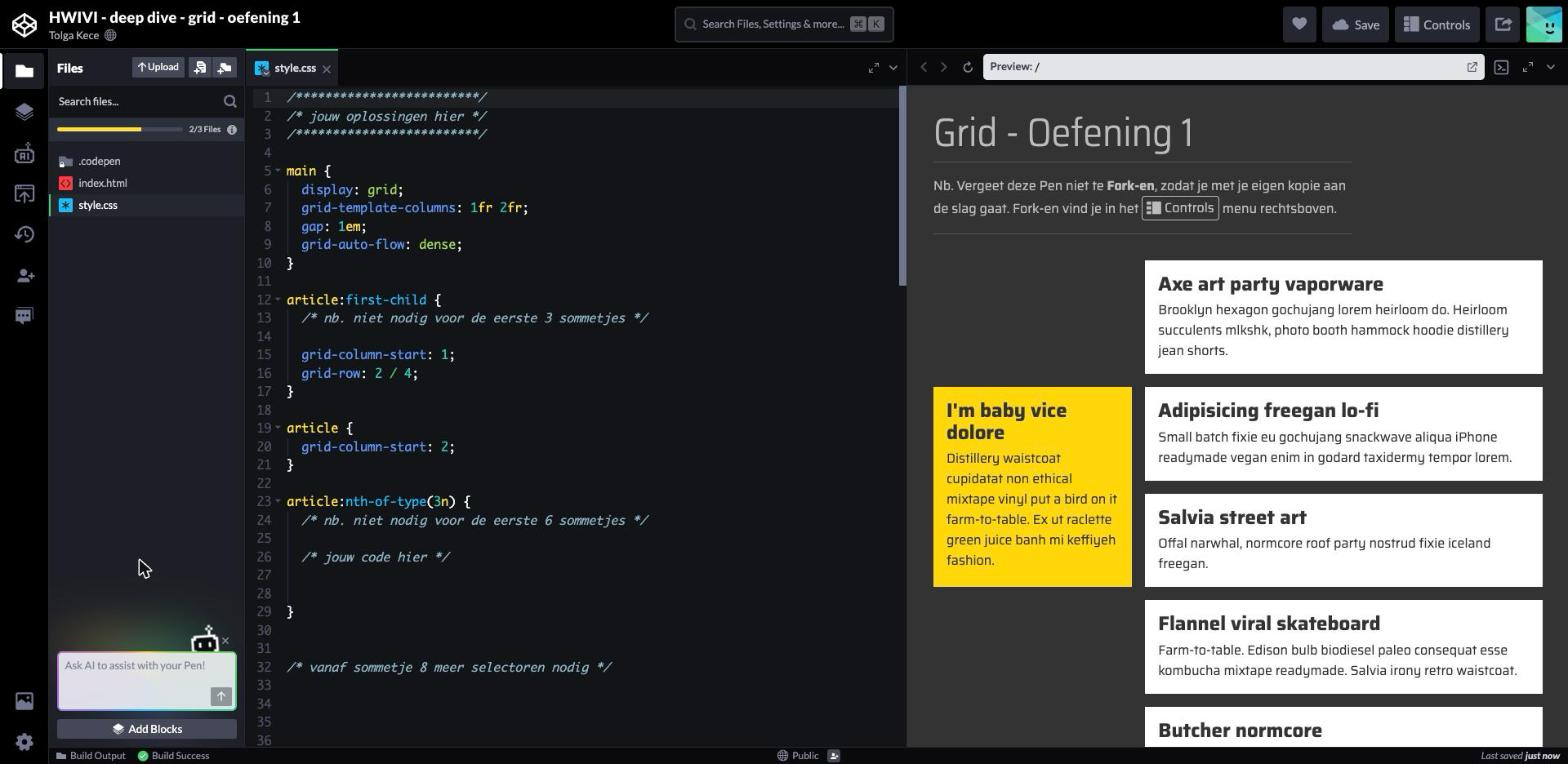 HWIVI - deep dive - grid - oefening 1
Tolga Kece
Search Files, Settings & more... ⌘ K
Save
Controls
Files
Upload
Search files...
2/3 Files
.codepen
index.html
style.css
AI
Ask AI to assist with your Pen!
Add Blocks
style.css
1 /*************************/
2 /* jouw oplossingen hier */
3 /*************************/
4
5 main {
6 display: grid;
7 grid-template-columns: 1fr 2fr;
8 gap: 1em;
9 grid-auto-flow: dense;
10 }
11
12 article:first-child {
13 /* nb. niet nodig voor de eerste 3 sommetjes */
14
15 grid-column-start: 1;
16 grid-row: 2 / 4;
17 }
18
19 article {
20 grid-column-start: 2;
21 }
22
23 article:nth-of-type(3n) {
24 /* nb. niet nodig voor de eerste 6 sommetjes */
25
26 /* jouw code hier */
27
28
29 }
30
31
32 /* vanaf sommetje 8 meer selectoren nodig */
33
34
35
36
Preview: /
Grid - Oefening 1
Nb. Vergeet deze Pen niet te Fork-en, zodat je met je eigen kopie aan
de slag gaat. Fork-en vind je in het Controls menu rechtsboven.
Axe art party vaporware
Brooklyn hexagon gochujang lorem heirloom do. Heirloom
succulents mlkshk, photo booth hammock hoodie distillery
jean shorts.
I'm baby vice
dolore
Distillery waistcoat
cupidatat non ethical
mixtape vinyl put a bird on it
farm-to-table. Ex ut raclette
green juice banh mi keffiyeh
fashion.
Adipisicing freegan lo-fi
Small batch fixie eu gochujang snackwave aliqua iPhone
readymade vegan enim in godard taxidermy tempor lorem.
Salvia street art
Offal narwhal, normcore roof party nostrud fixie iceland
freegan.
Flannel viral skateboard
Farm-to-table. Edison bulb biodiesel paleo consequat esse
kombucha mixtape readymade. Salvia irony retro waistcoat.
Butcher normcore
Build Output
Build Success
Public
Last saved just now